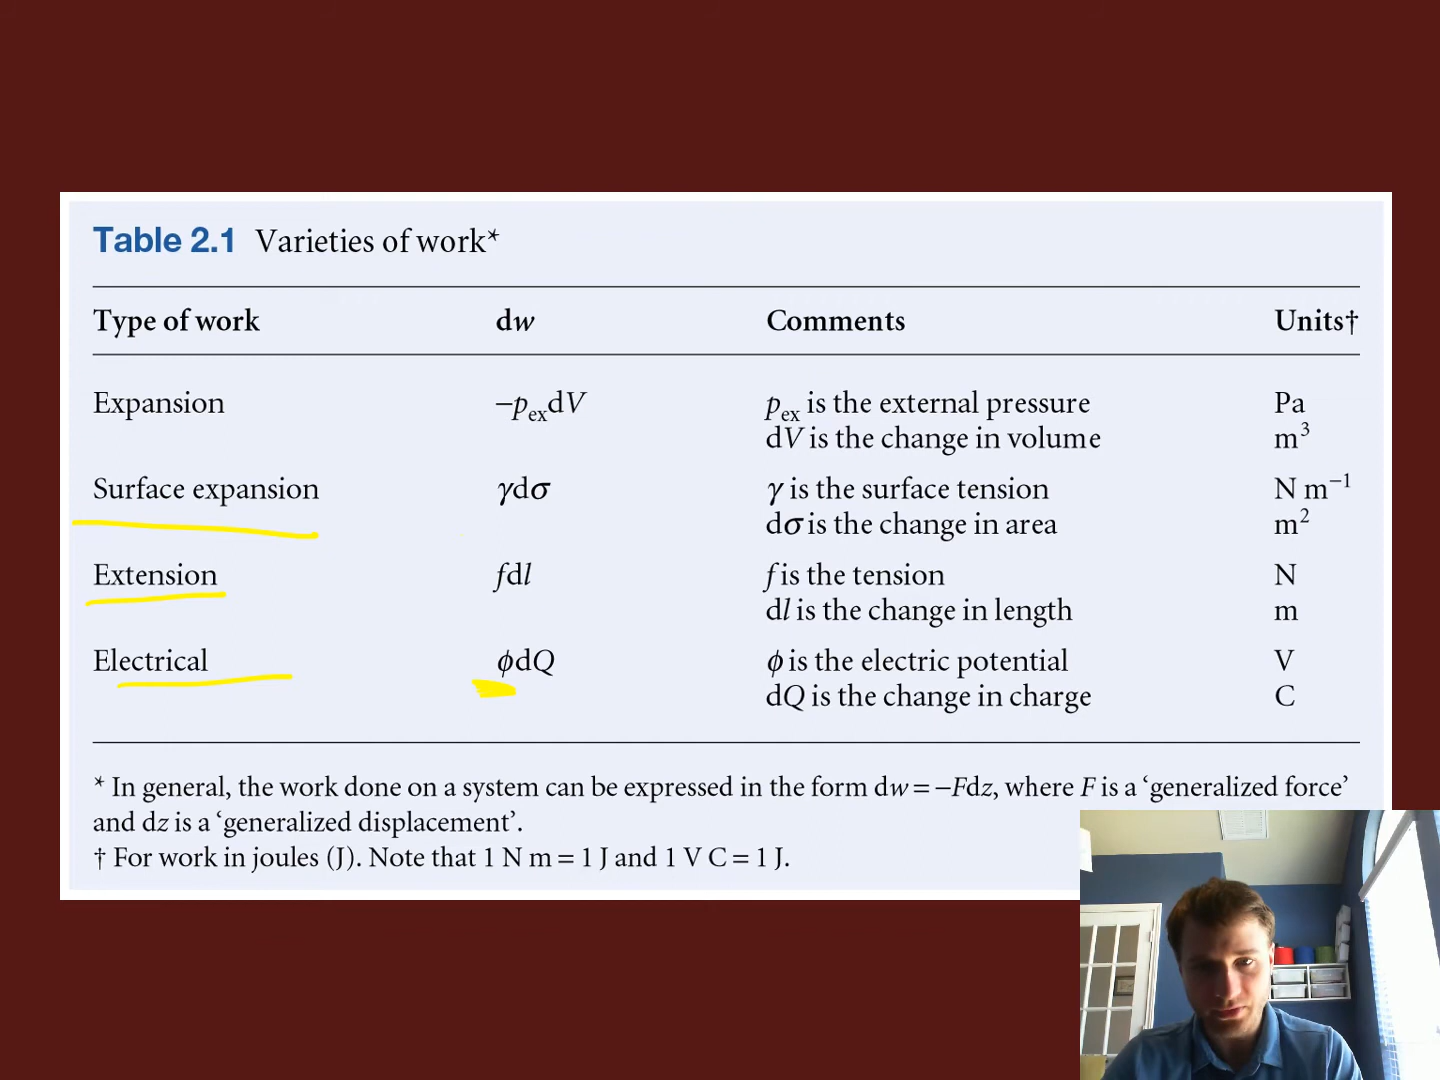 Table 2.1 Varieties of work*
Type of work dw Comments Units†
Expansion −p_ex dV p_ex is the external pressure Pa
dV is the change in volume m³
Surface expansion γdσ γ is the surface tension N m⁻¹
dσ is the change in area m²
Extension fdl f is the tension N
dl is the change in length m
Electrical ϕdQ ϕ is the electric potential V
dQ is the change in charge C
* In general, the work done on a system can be expressed in the form dw = −Fdz, where F is a ‘generalized force’
and dz is a ‘generalized displacement’.
† For work in joules (J). Note that 1 N m = 1 J and 1 V C = 1 J.